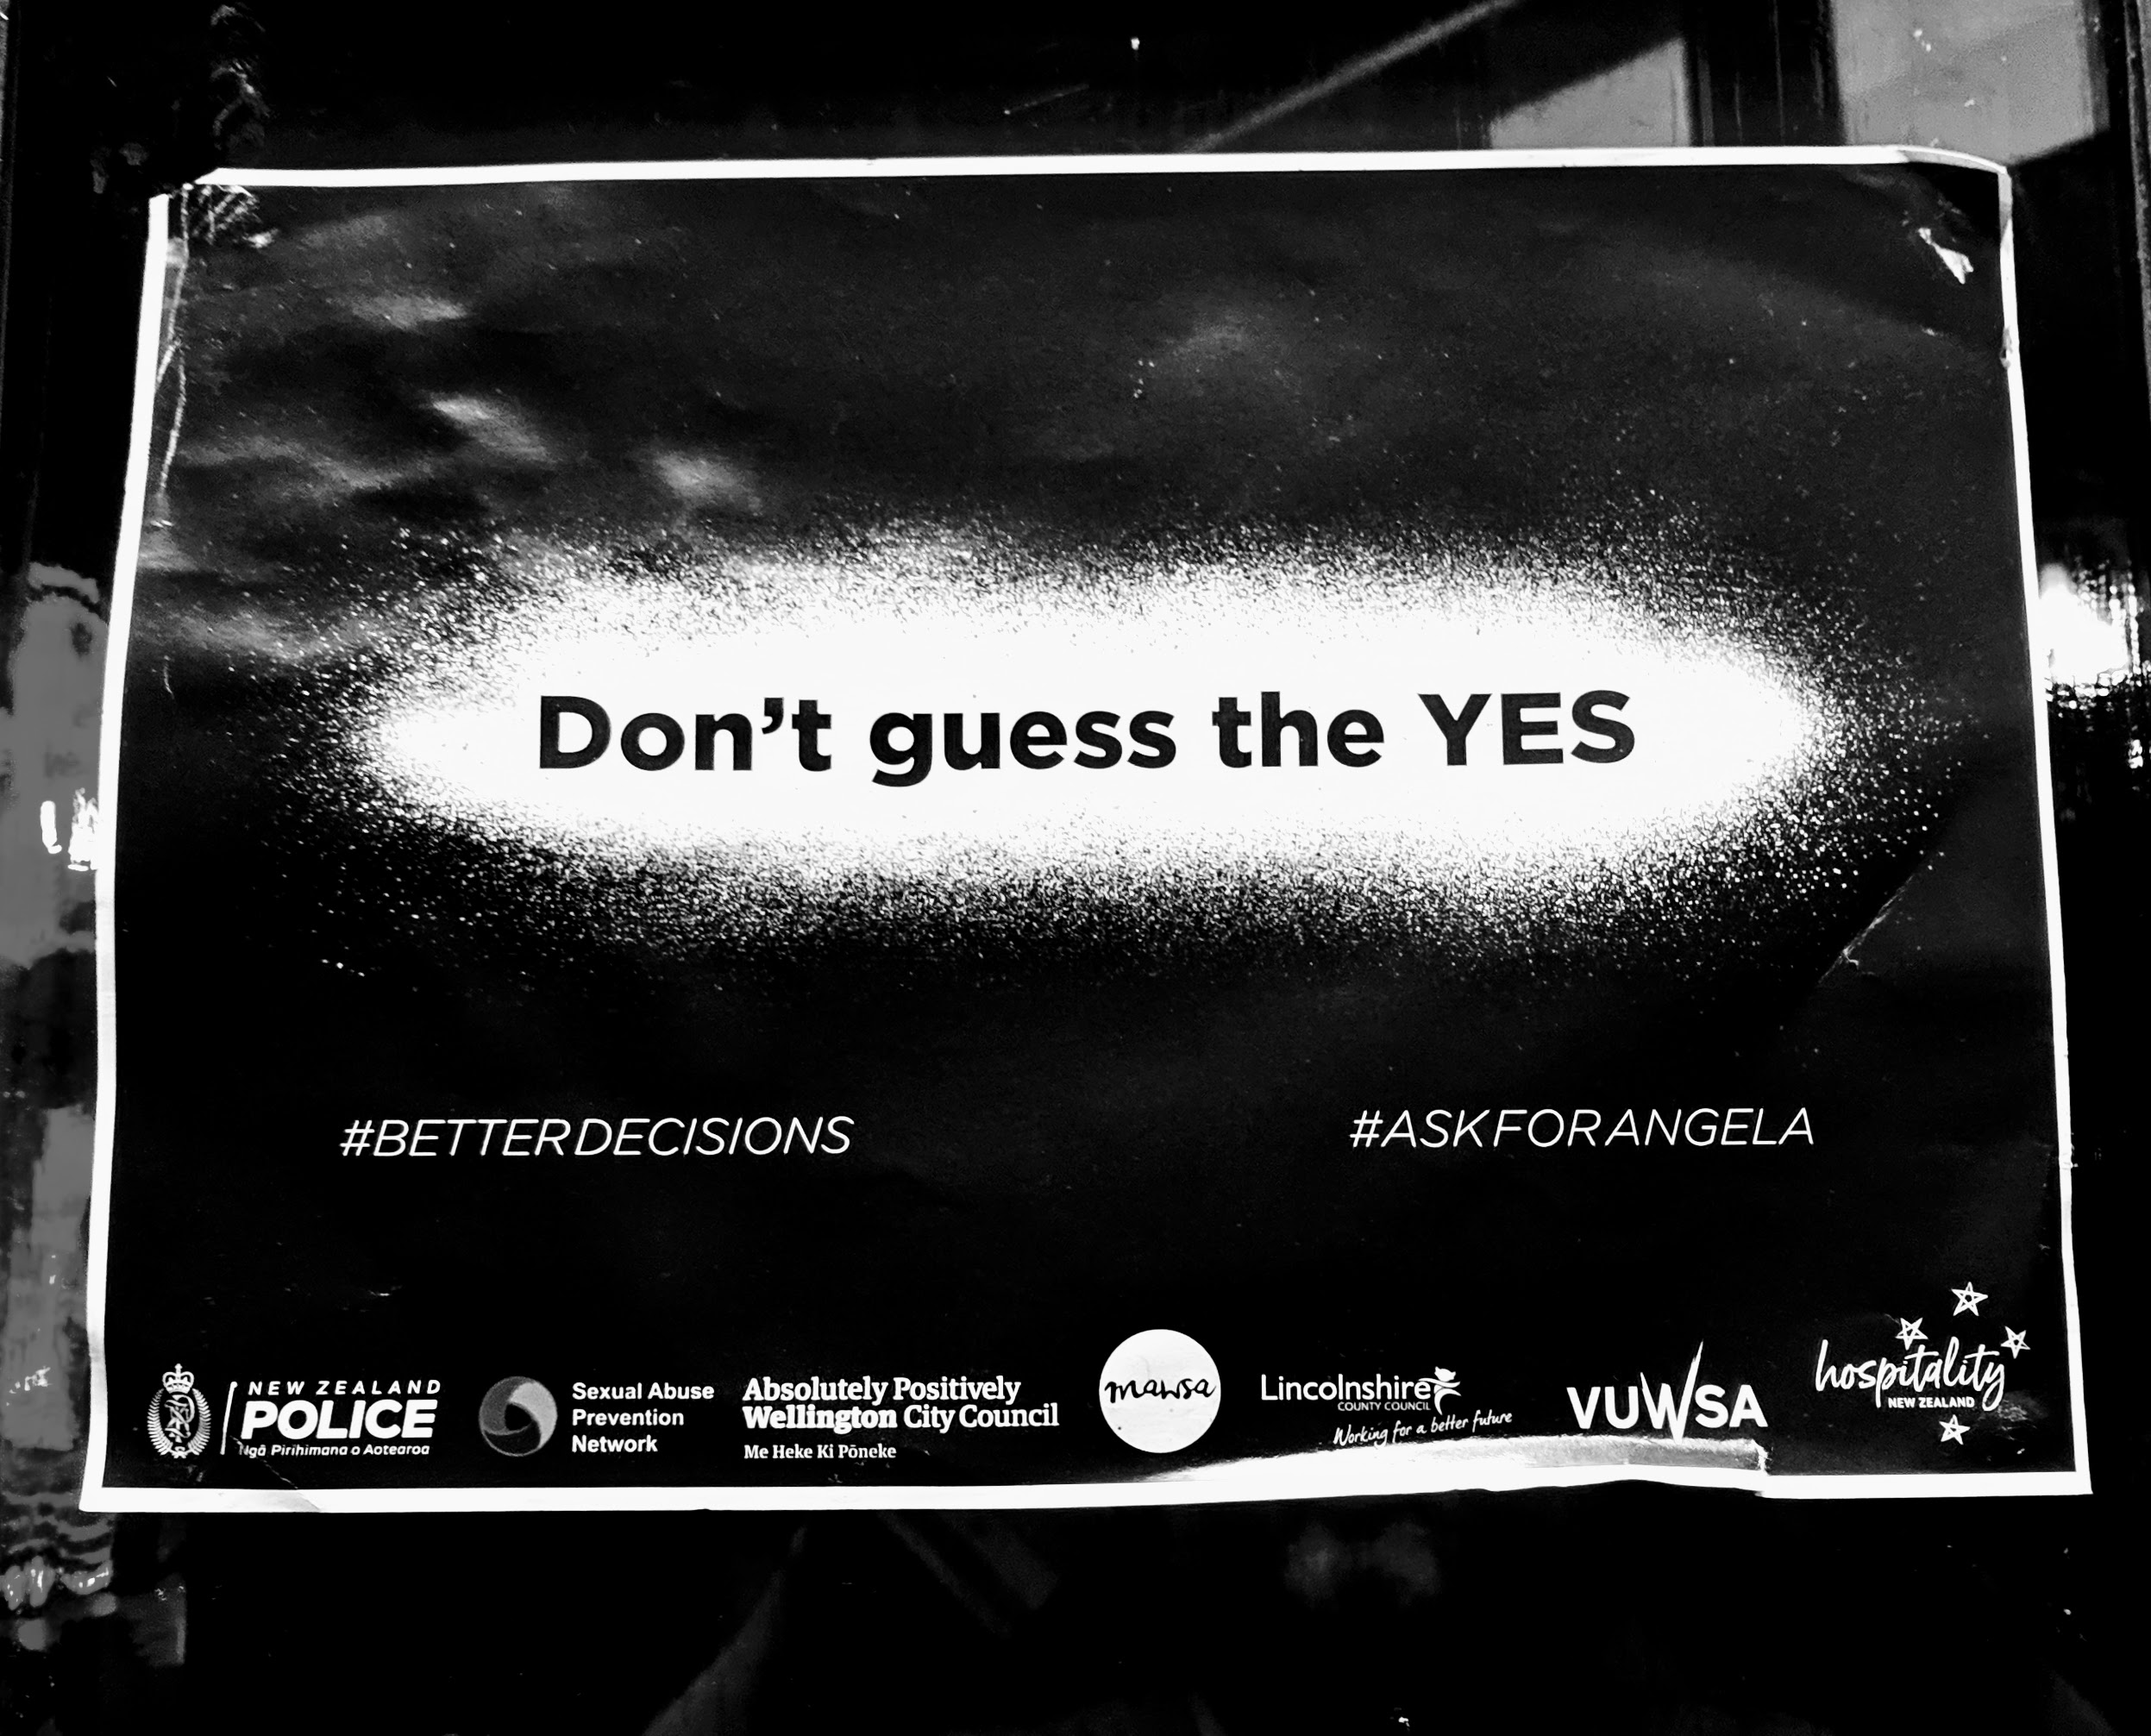 Don't guess the YES
#BETTERDECISIONS
#ASKFORANGELA
NEW ZEALAND
POLICE
Ngā Pirihimana o Aotearoa
Sexual Abuse
Prevention
Network
Absolutely Positively
Wellington City Council
Me Heke Ki Pōneke
mawsa
Lincolnshire
COUNTY COUNCIL
Working for a better future
VUWSA
hospitality
NEW ZEALAND